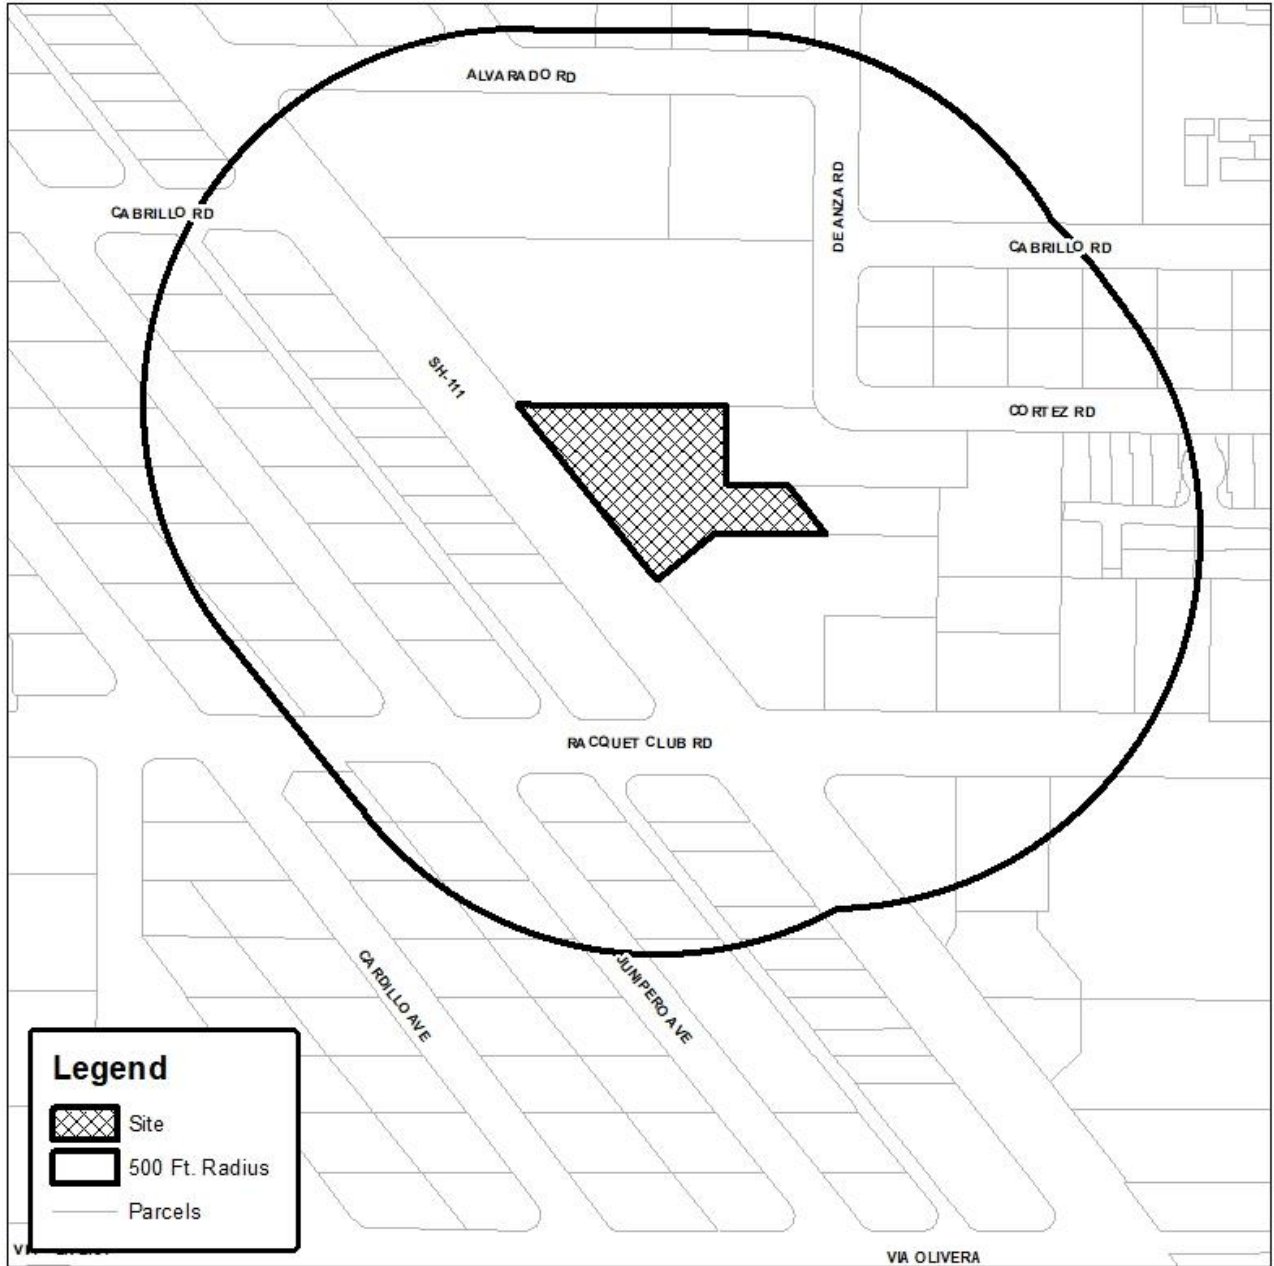 ALVARADO RD
CABRILLO RD
DE ANZA RD
CABRILLO RD
SH-111
CORTEZ RD
RACQUET CLUB RD
CARDILLO AVE
JUNIPERO AVE
Legend
Site
500 Ft. Radius
Parcels
VIA OLIVERA